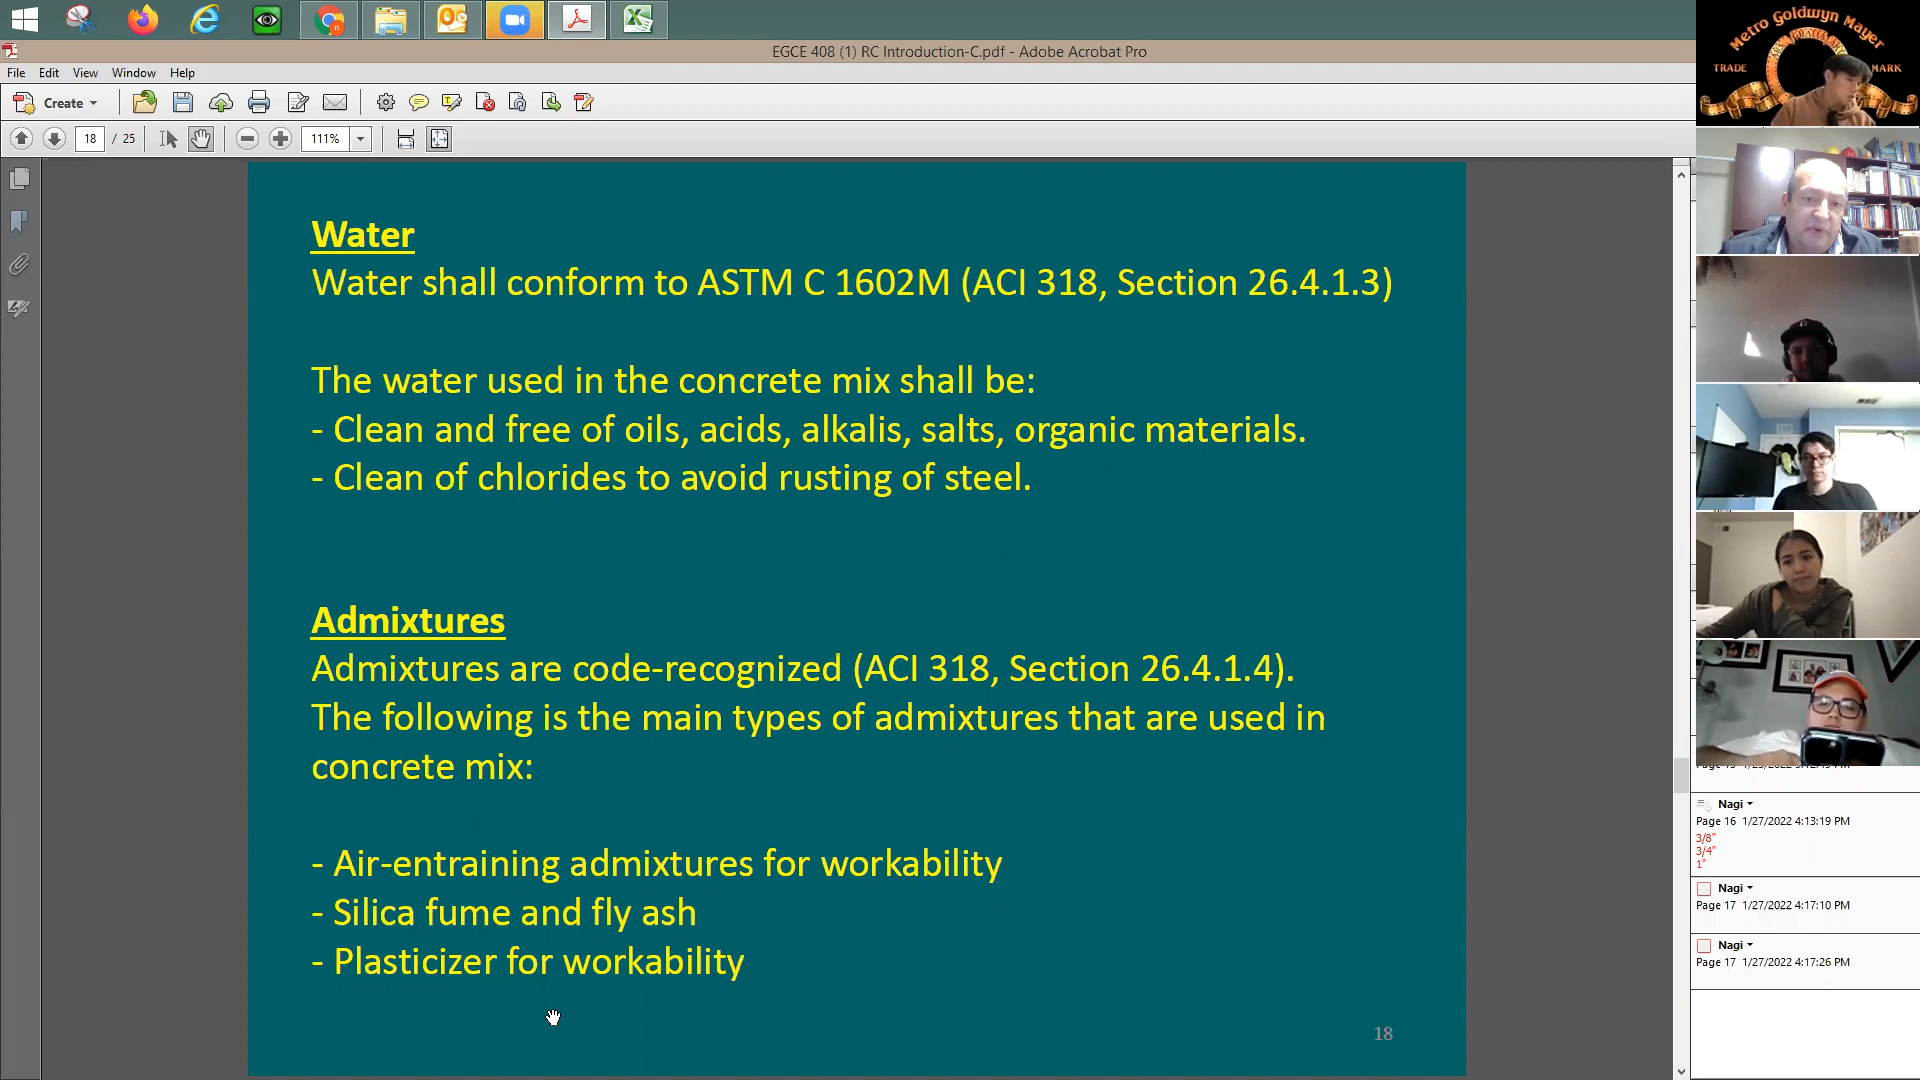 EGCE 408 (1) RC Introduction-C.pdf - Adobe Acrobat Pro
File Edit View Window Help
Create
18 / 25
111%
Water
Water shall conform to ASTM C 1602M (ACI 318, Section 26.4.1.3)
The water used in the concrete mix shall be:
- Clean and free of oils, acids, alkalis, salts, organic materials.
- Clean of chlorides to avoid rusting of steel.
Admixtures
Admixtures are code-recognized (ACI 318, Section 26.4.1.4).
The following is the main types of admixtures that are used in
concrete mix:
- Air-entraining admixtures for workability
- Silica fume and fly ash
- Plasticizer for workability
18
Metro Goldwyn Mayer
TRADE MARK
Nagi
Page 16 1/27/2022 4:13:19 PM
3/8"
3/4"
1"
Nagi
Page 17 1/27/2022 4:17:10 PM
Nagi
Page 17 1/27/2022 4:17:26 PM